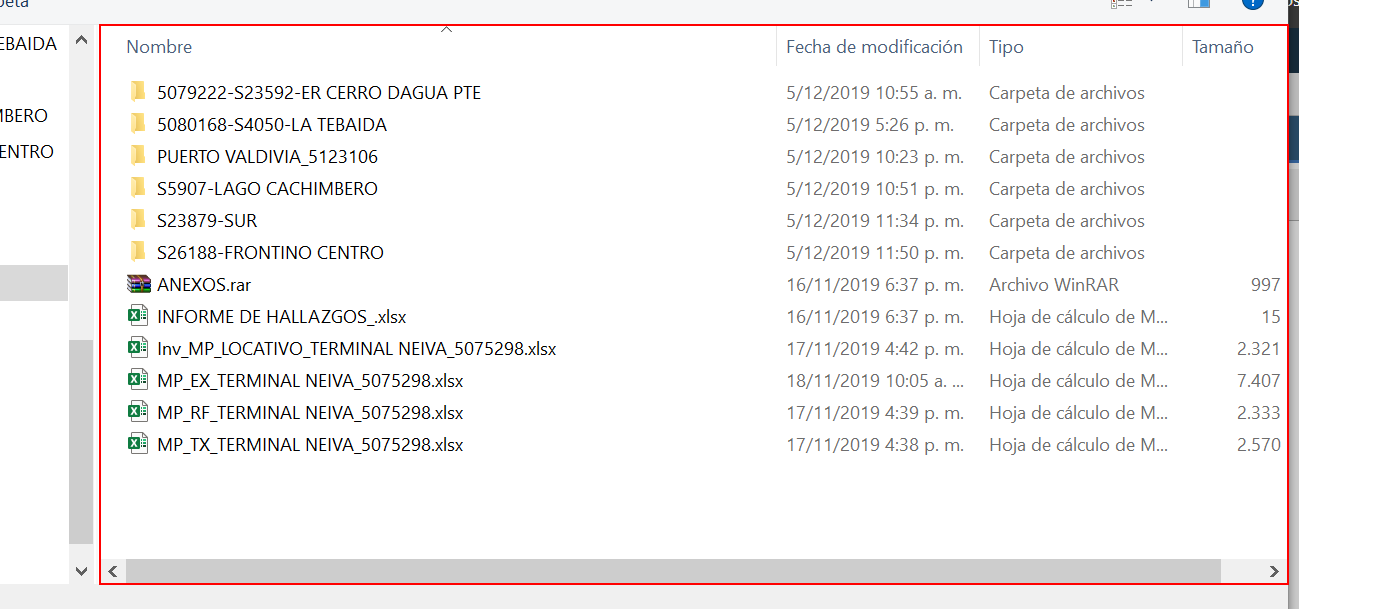 EBAIDA
MBERO
ENTRO
Nombre Fecha de modificación Tipo Tamaño
5079222-S23592-ER CERRO DAGUA PTE 5/12/2019 10:55 a. m. Carpeta de archivos
5080168-S4050-LA TEBAIDA 5/12/2019 5:26 p. m. Carpeta de archivos
PUERTO VALDIVIA_5123106 5/12/2019 10:23 p. m. Carpeta de archivos
S5907-LAGO CACHIMBERO 5/12/2019 10:51 p. m. Carpeta de archivos
S23879-SUR 5/12/2019 11:34 p. m. Carpeta de archivos
S26188-FRONTINO CENTRO 5/12/2019 11:50 p. m. Carpeta de archivos
ANEXOS.rar 16/11/2019 6:37 p. m. Archivo WinRAR 997
INFORME DE HALLAZGOS_.xlsx 16/11/2019 6:37 p. m. Hoja de cálculo de M... 15
Inv_MP_LOCATIVO_TERMINAL NEIVA_5075298.xlsx 17/11/2019 4:42 p. m. Hoja de cálculo de M... 2.321
MP_EX_TERMINAL NEIVA_5075298.xlsx 18/11/2019 10:05 a. ... Hoja de cálculo de M... 7.407
MP_RF_TERMINAL NEIVA_5075298.xlsx 17/11/2019 4:39 p. m. Hoja de cálculo de M... 2.333
MP_TX_TERMINAL NEIVA_5075298.xlsx 17/11/2019 4:38 p. m. Hoja de cálculo de M... 2.570